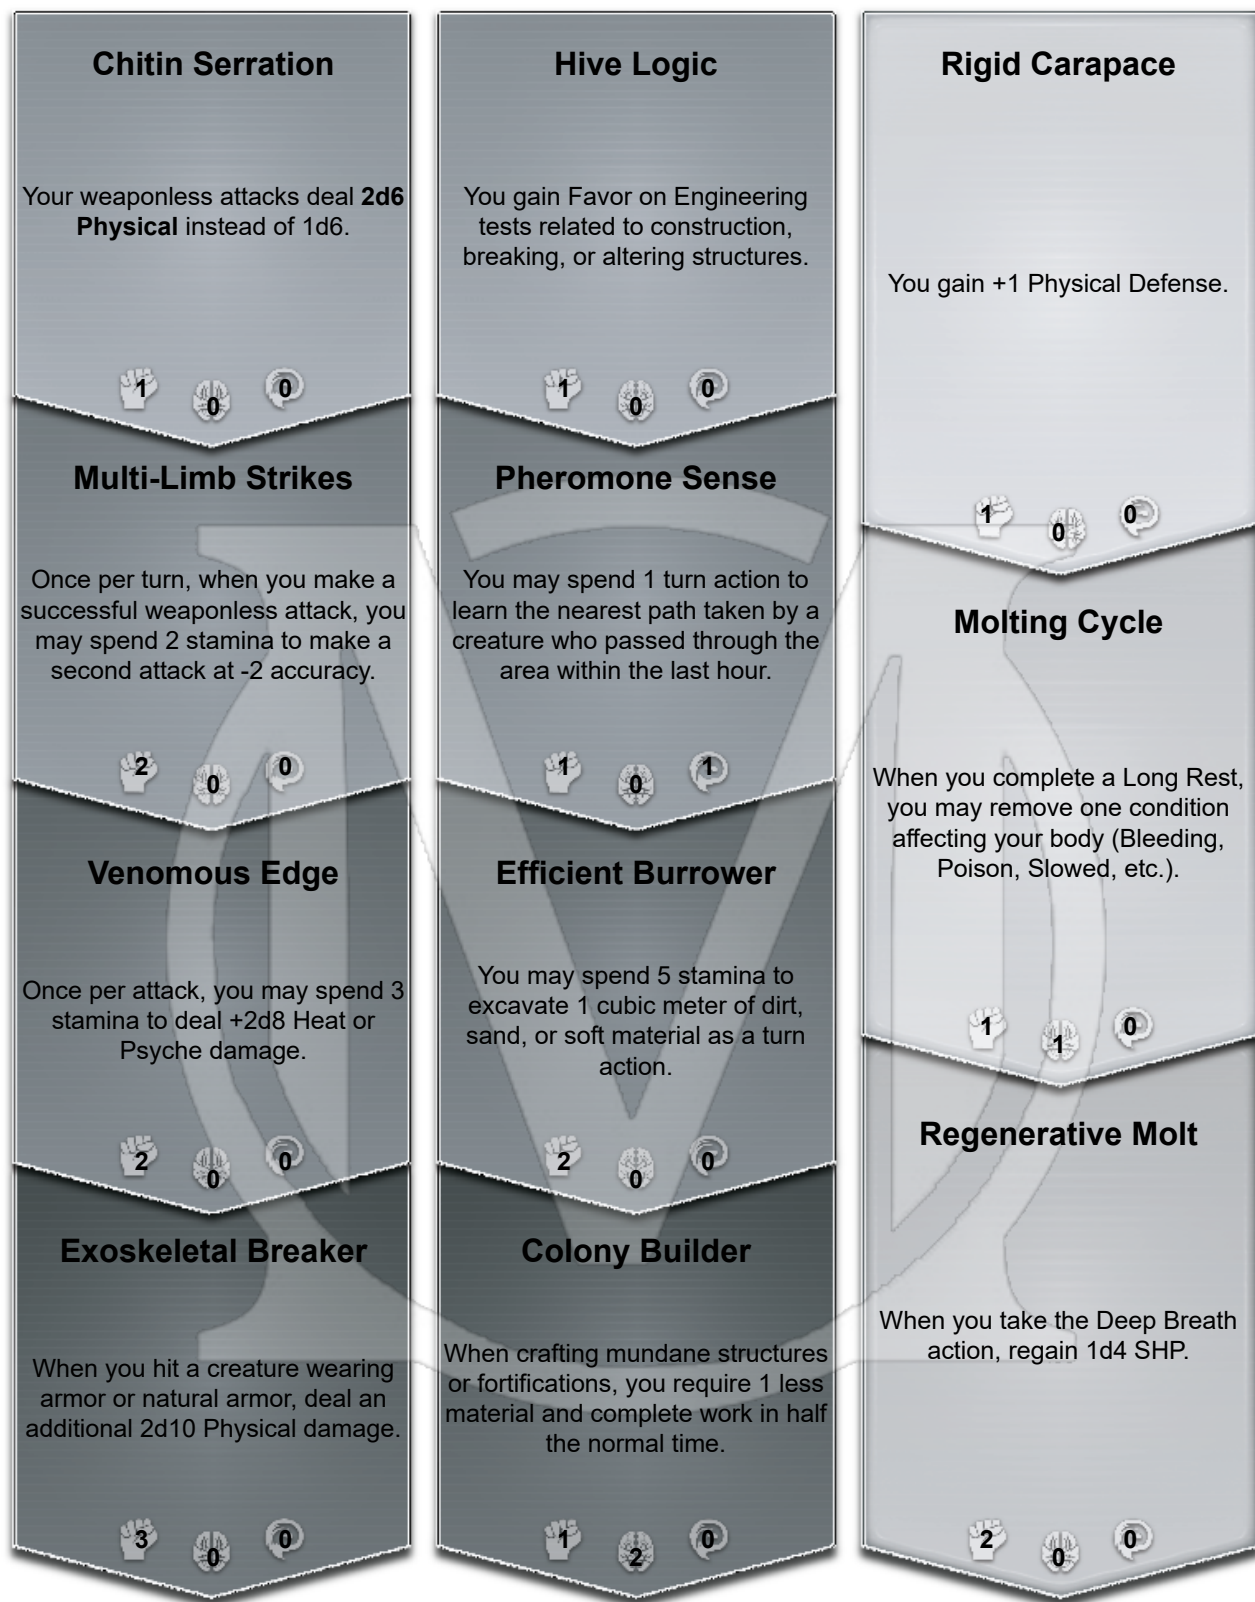 Chitin Serration
Your weaponless attacks deal 2d6
Physical instead of 1d6.
1
0
0
Multi-Limb Strikes
Once per turn, when you make a
successful weaponless attack, you
may spend 2 stamina to make a
second attack at -2 accuracy.
2
0
0
Venomous Edge
Once per attack, you may spend 3
stamina to deal +2d8 Heat or
Psyche damage.
2
0
0
Exoskeletal Breaker
When you hit a creature wearing
armor or natural armor, deal an
additional 2d10 Physical damage.
3
0
0
Hive Logic
You gain Favor on Engineering
tests related to construction,
breaking, or altering structures.
1
0
0
Pheromone Sense
You may spend 1 turn action to
learn the nearest path taken by a
creature who passed through the
area within the last hour.
1
0
1
Efficient Burrower
You may spend 5 stamina to
excavate 1 cubic meter of dirt,
sand, or soft material as a turn
action.
2
0
0
Colony Builder
When crafting mundane structures
or fortifications, you require 1 less
material and complete work in half
the normal time.
1
2
0
Rigid Carapace
You gain +1 Physical Defense.
1
0
0
Molting Cycle
When you complete a Long Rest,
you may remove one condition
affecting your body (Bleeding,
Poison, Slowed, etc.).
1
1
0
Regenerative Molt
When you take the Deep Breath
action, regain 1d4 SHP.
2
0
0